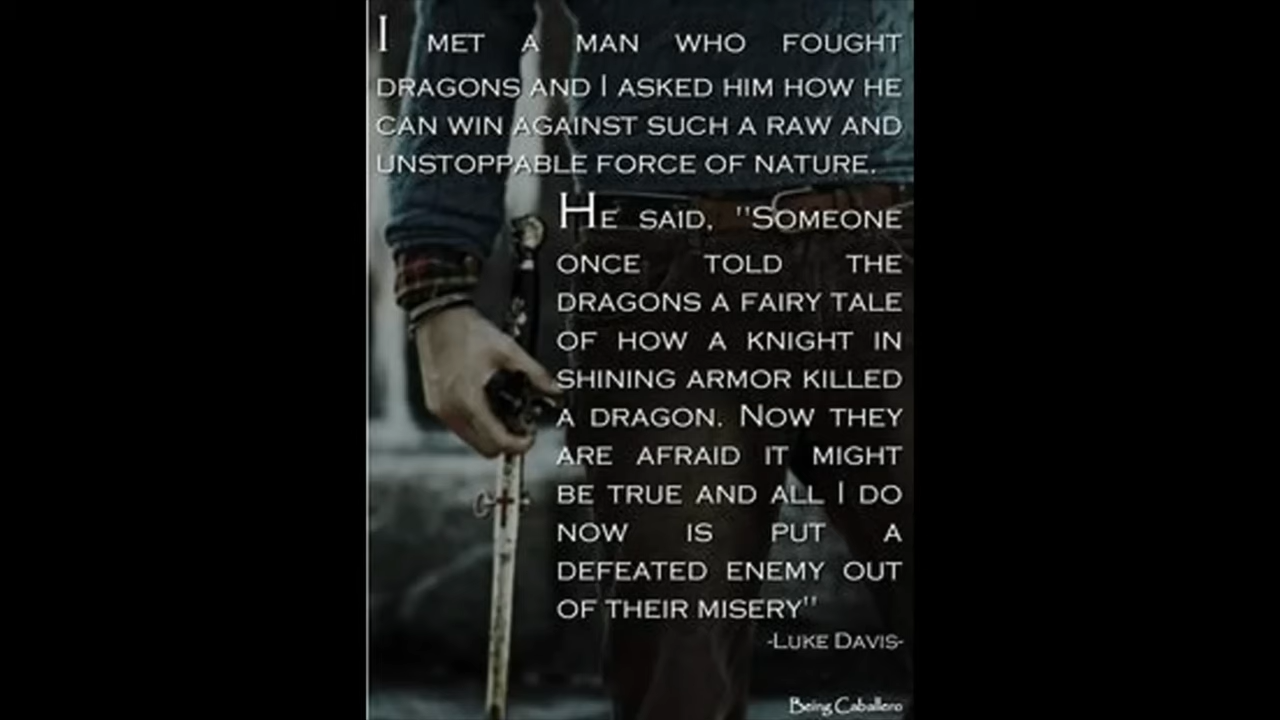 I MET A MAN WHO FOUGHT
DRAGONS AND I ASKED HIM HOW HE
CAN WIN AGAINST SUCH A RAW AND
UNSTOPPABLE FORCE OF NATURE.
HE SAID, "SOMEONE
ONCE TOLD THE
DRAGONS A FAIRY TALE
OF HOW A KNIGHT IN
SHINING ARMOR KILLED
A DRAGON. NOW THEY
ARE AFRAID IT MIGHT
BE TRUE AND ALL I DO
NOW IS PUT A
DEFEATED ENEMY OUT
OF THEIR MISERY"
-LUKE DAVIS-
Being Caballero